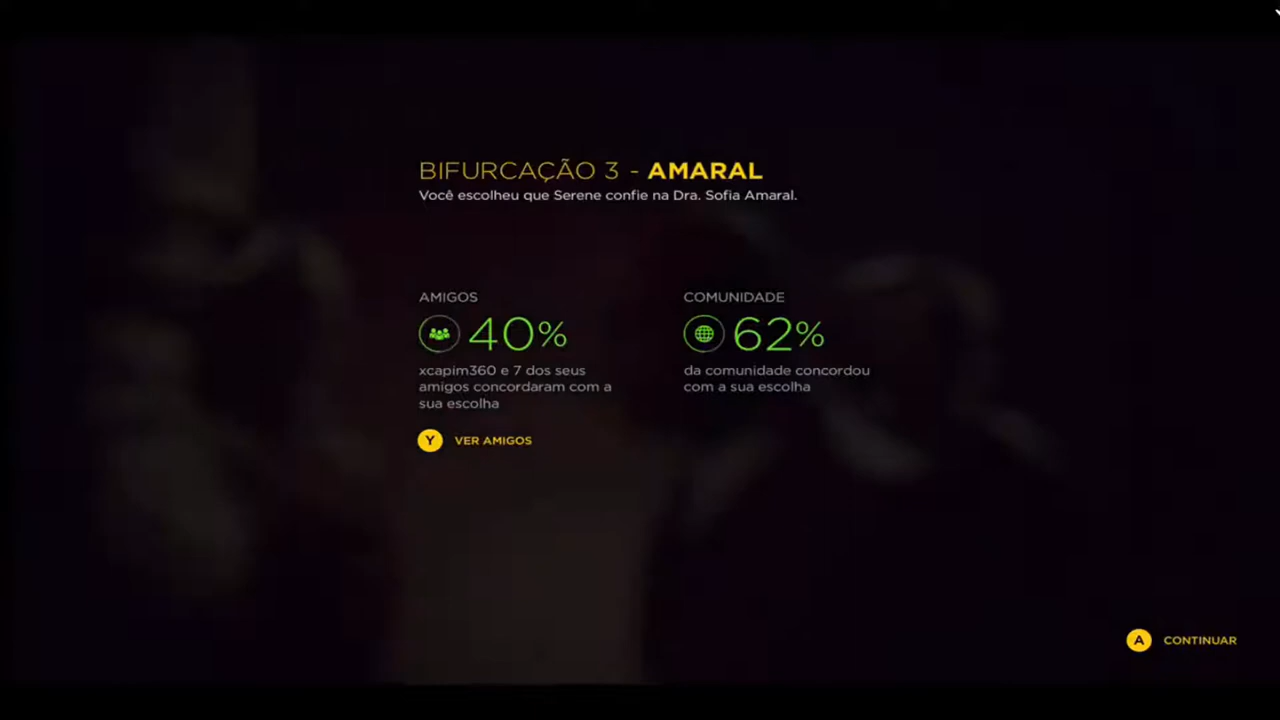 BIFURCAÇÃO 3 - AMARAL
Você escolheu que Serene confie na Dra. Sofia Amaral.
AMIGOS
40%
xcapim360 e 7 dos seus
amigos concordaram com a
sua escolha
Y VER AMIGOS
COMUNIDADE
62%
da comunidade concordou
com a sua escolha
A CONTINUAR